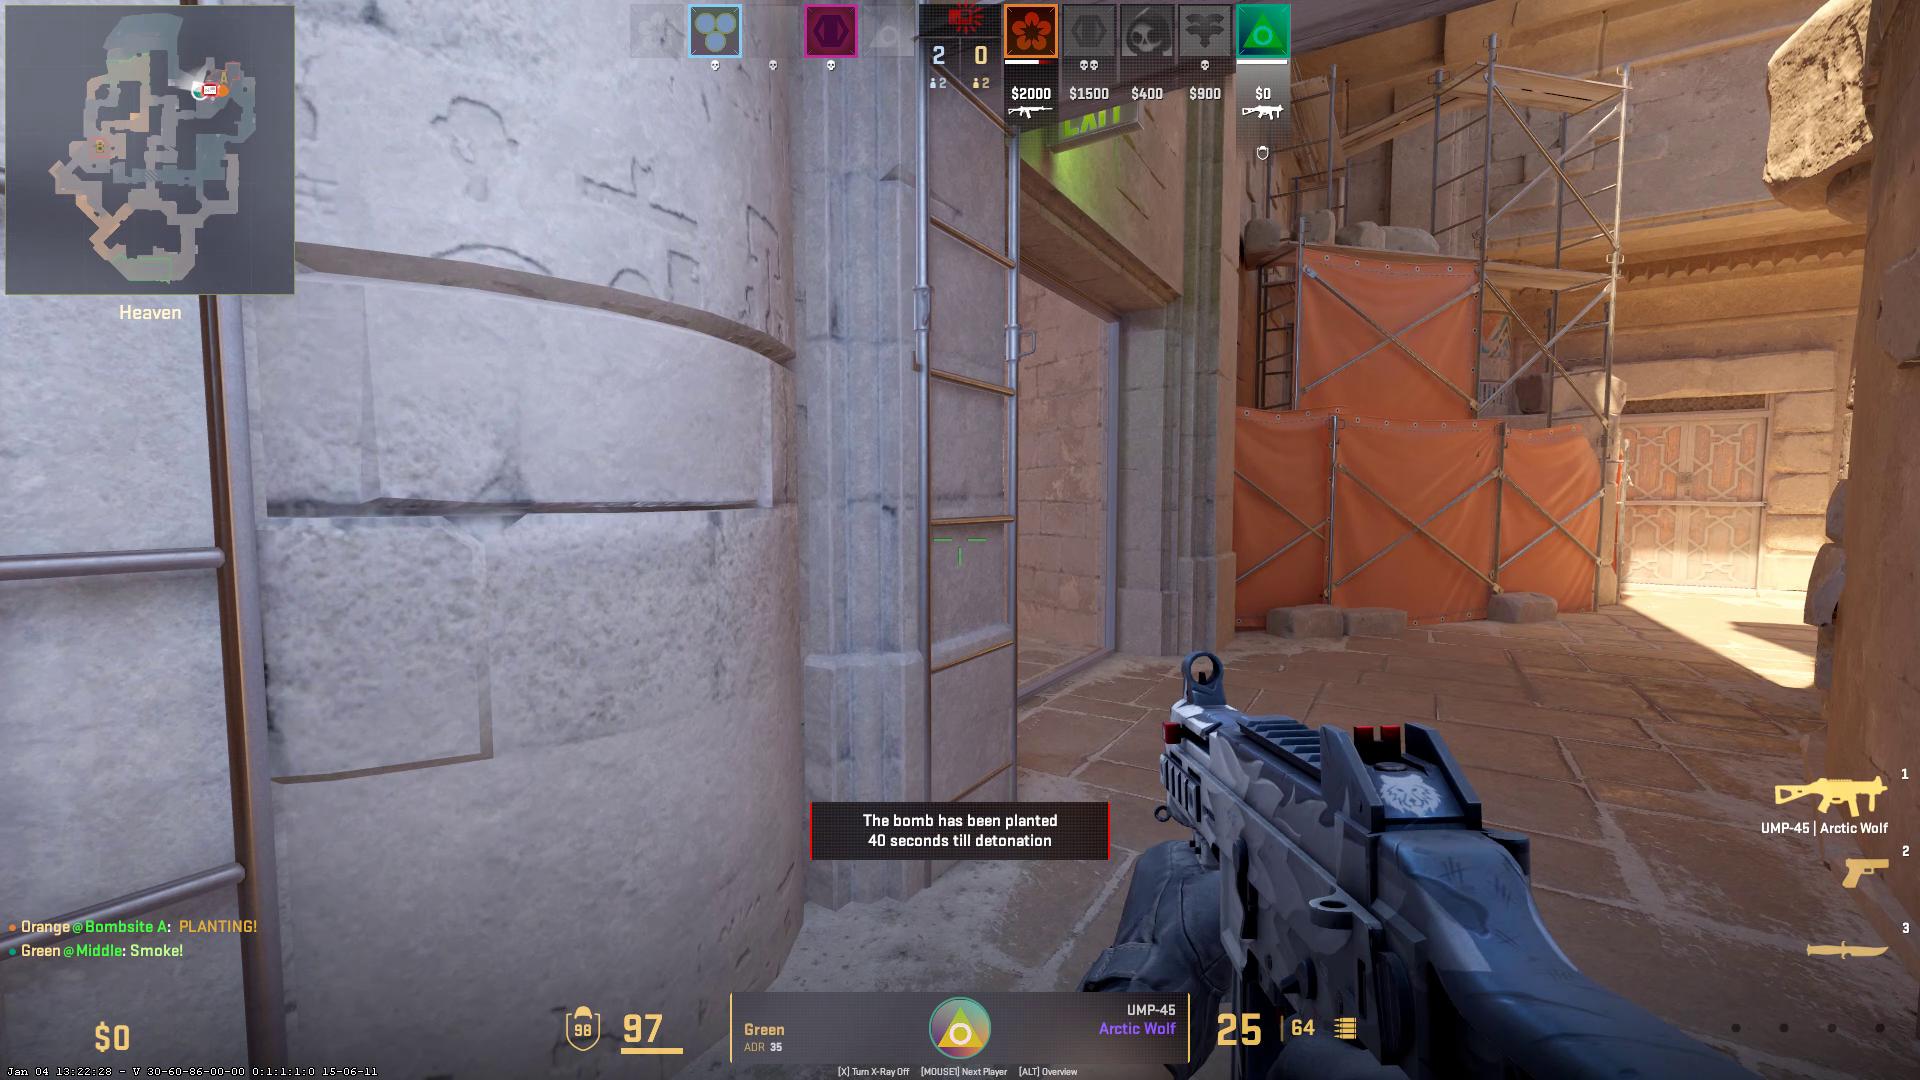 2 0
2 2
$2000 $1500 $400 $900 $0
EXIT
B
Heaven
1
UMP-45 | Arctic Wolf
2
3
The bomb has been planted
40 seconds till detonation
Orange@Bombsite A: PLANTING!
Green@Middle: Smoke!
$0
98 97
Green
ADR 35
UMP-45
Arctic Wolf
25 | 64
[X] Turn X-Ray Off [MOUSE1] Next Player [ALT] Overview
Jan 04 13:22:28 - V 30-60-86-00-00 0:1:1:1:0 15-06-11